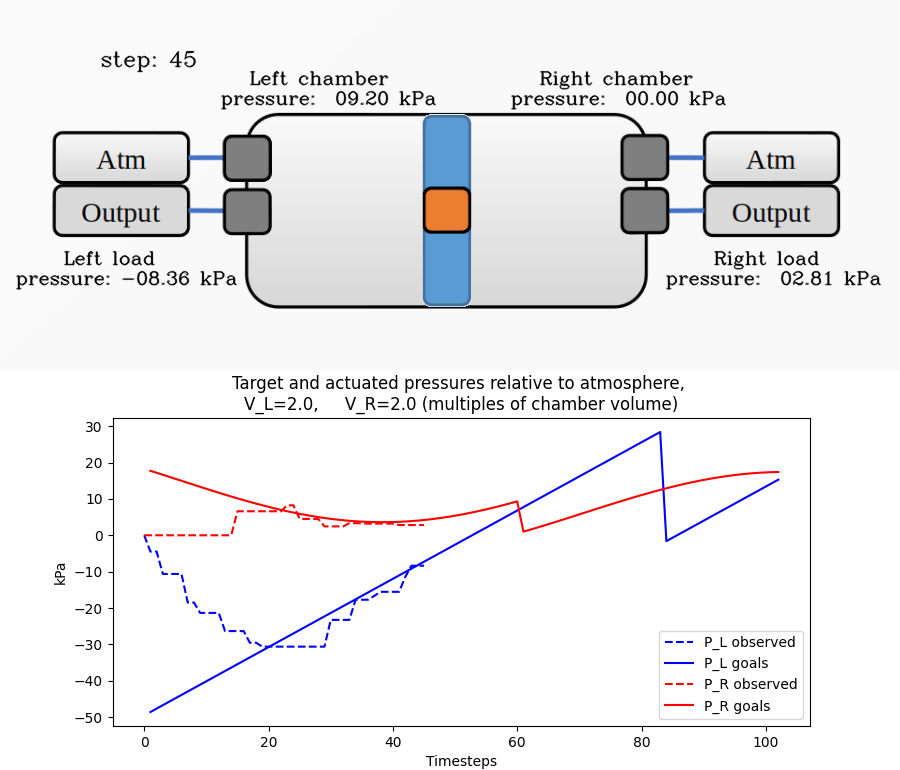 step: 45
Left chamber
pressure: 09.20 kPa
Right chamber
pressure: 00.00 kPa
Atm
Output
Atm
Output
Left load
pressure: -08.36 kPa
Right load
pressure: 02.81 kPa
Target and actuated pressures relative to atmosphere,
V_L=2.0, V_R=2.0 (multiples of chamber volume)
30
20
10
0
−10
−20
−30
−40
−50
kPa
0 20 40 60 80 100
Timesteps
P_L observed
P_L goals
P_R observed
P_R goals